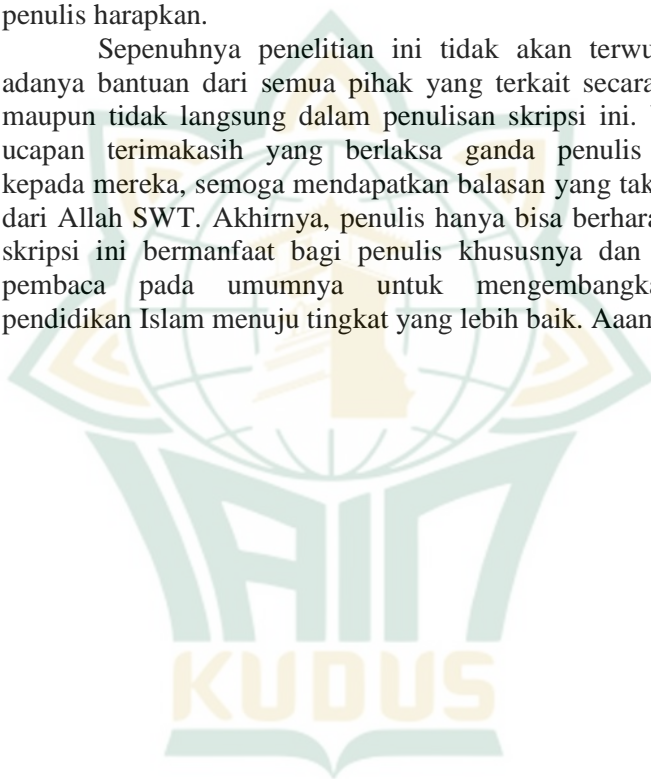 penulis harapkan.
Sepenuhnya penelitian ini tidak akan terwu
adanya bantuan dari semua pihak yang terkait secara
maupun tidak langsung dalam penulisan skripsi ini.
ucapan terimakasih yang berlaksa ganda penulis
kepada mereka, semoga mendapatkan balasan yang tak
dari Allah SWT. Akhirnya, penulis hanya bisa berhara
skripsi ini bermanfaat bagi penulis khususnya dan
pembaca pada umumnya untuk mengembangka
pendidikan Islam menuju tingkat yang lebih baik. Aaam
IAIN
KUDUS